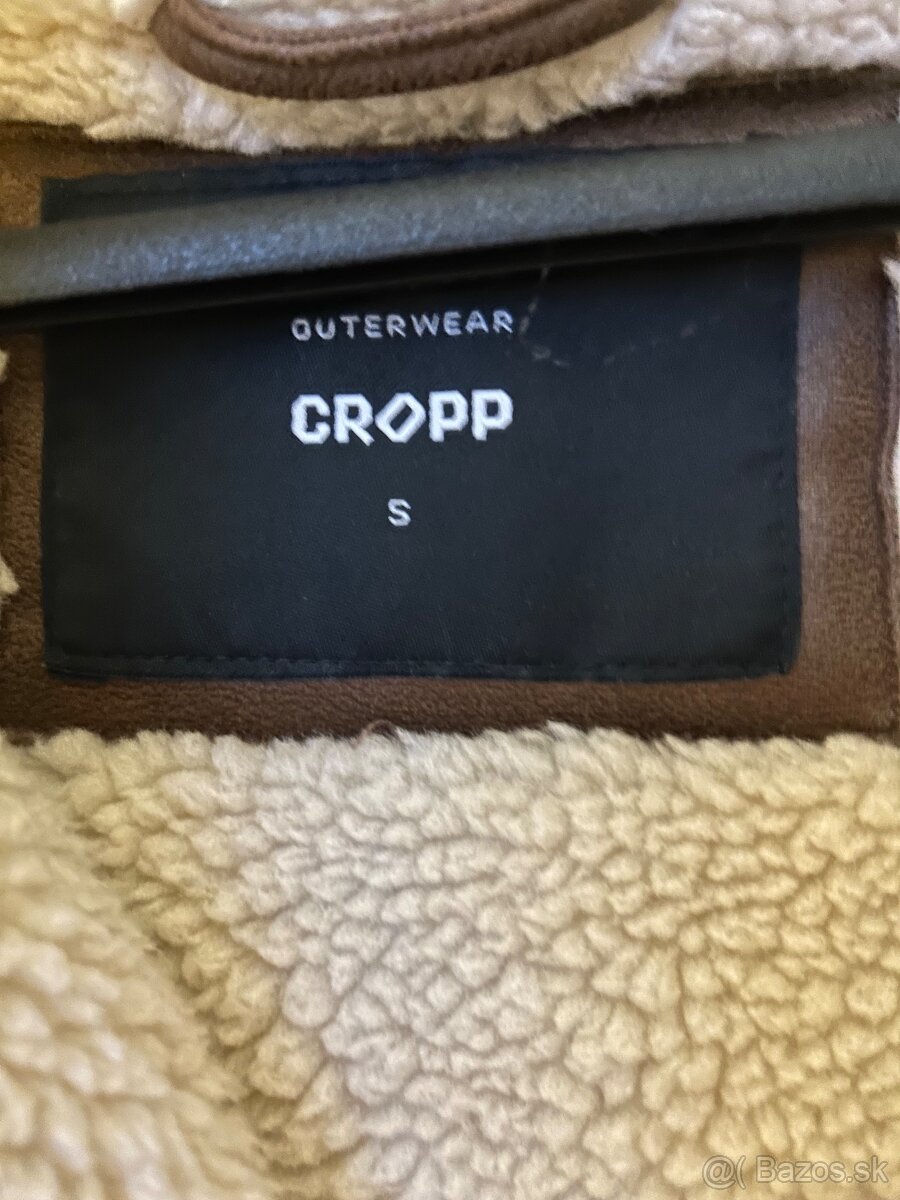 OUTERWEAR
CROPP
S
@( Bazos.sk